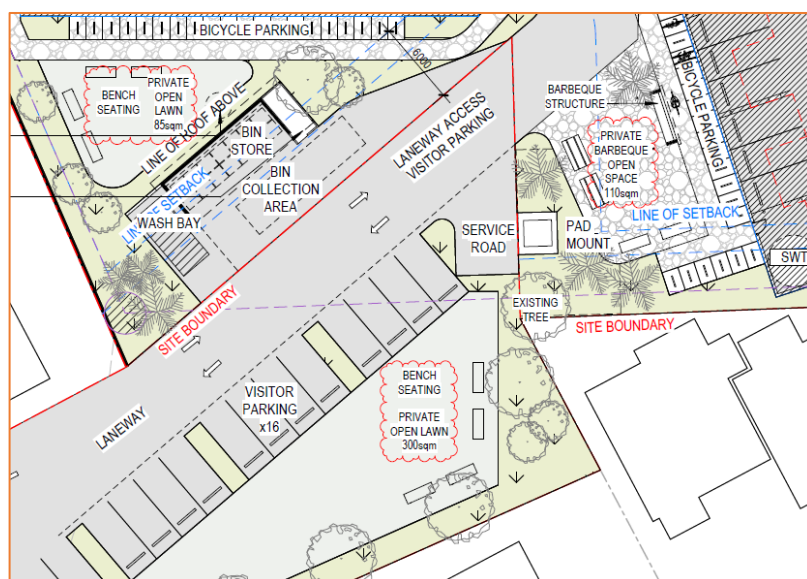 BICYCLE PARKING
BENCH
SEATING
PRIVATE
OPEN
LAWN
85sqm
LINE OF ROOF ABOVE
BIN
STORE
BIN
COLLECTION
AREA
LINE OF SETBACK
WASH BAY
6000
LANEWAY ACCESS
VISITOR PARKING
BARBEQUE
STRUCTURE
PRIVATE
BARBEQUE
OPEN
SPACE
110sqm
BICYCLE PARKING
LINE OF SETBACK
SERVICE
ROAD
PAD
MOUNT
SWT
EXISTING
TREE
SITE BOUNDARY
SITE BOUNDARY
LANEWAY
VISITOR
PARKING
x16
BENCH
SEATING
PRIVATE
OPEN LAWN
300sqm